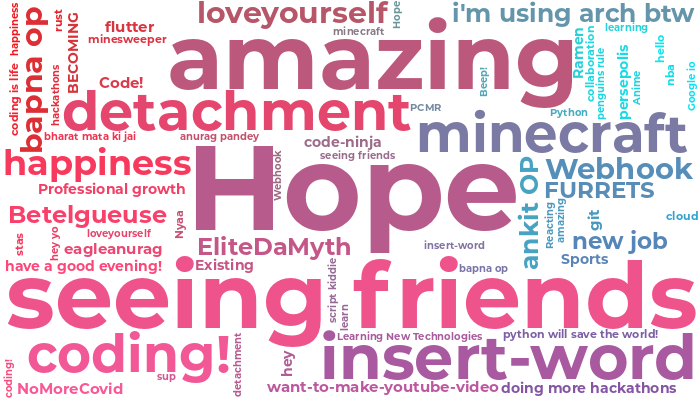 loveyourself
Hope
i'm using arch btw
happiness
bapna op
rust
BECOMING
flutter
minesweeper
minecraft
amazing
Ramen
collaboration
penguins rule
learning
persepolis
Anime
hello
nba
Google io
coding is life
hackathons
Code!
Beep!
detachment
PCMR
Python
bharat mata ki jai
anurag pandey
code-ninja
seeing friends
minecraft
happiness
Webhook
Hope
ankit OP
Webhook
Professional growth
FURRETS
Betelgueuse
Nyaa
Reacting
amazing
git
cloud
loveyourself
stas
hey yo
eagleanurag
EliteDaMyth
insert-word
new job
have a good evening!
Existing
script kiddie
bapna op
Sports
seeing friends
learn
Learning New Technologies
python will save the world!
coding!
detachment
hey
insert-word
coding!
NoMoreCovid
sup
want-to-make-youtube-video
doing more hackathons